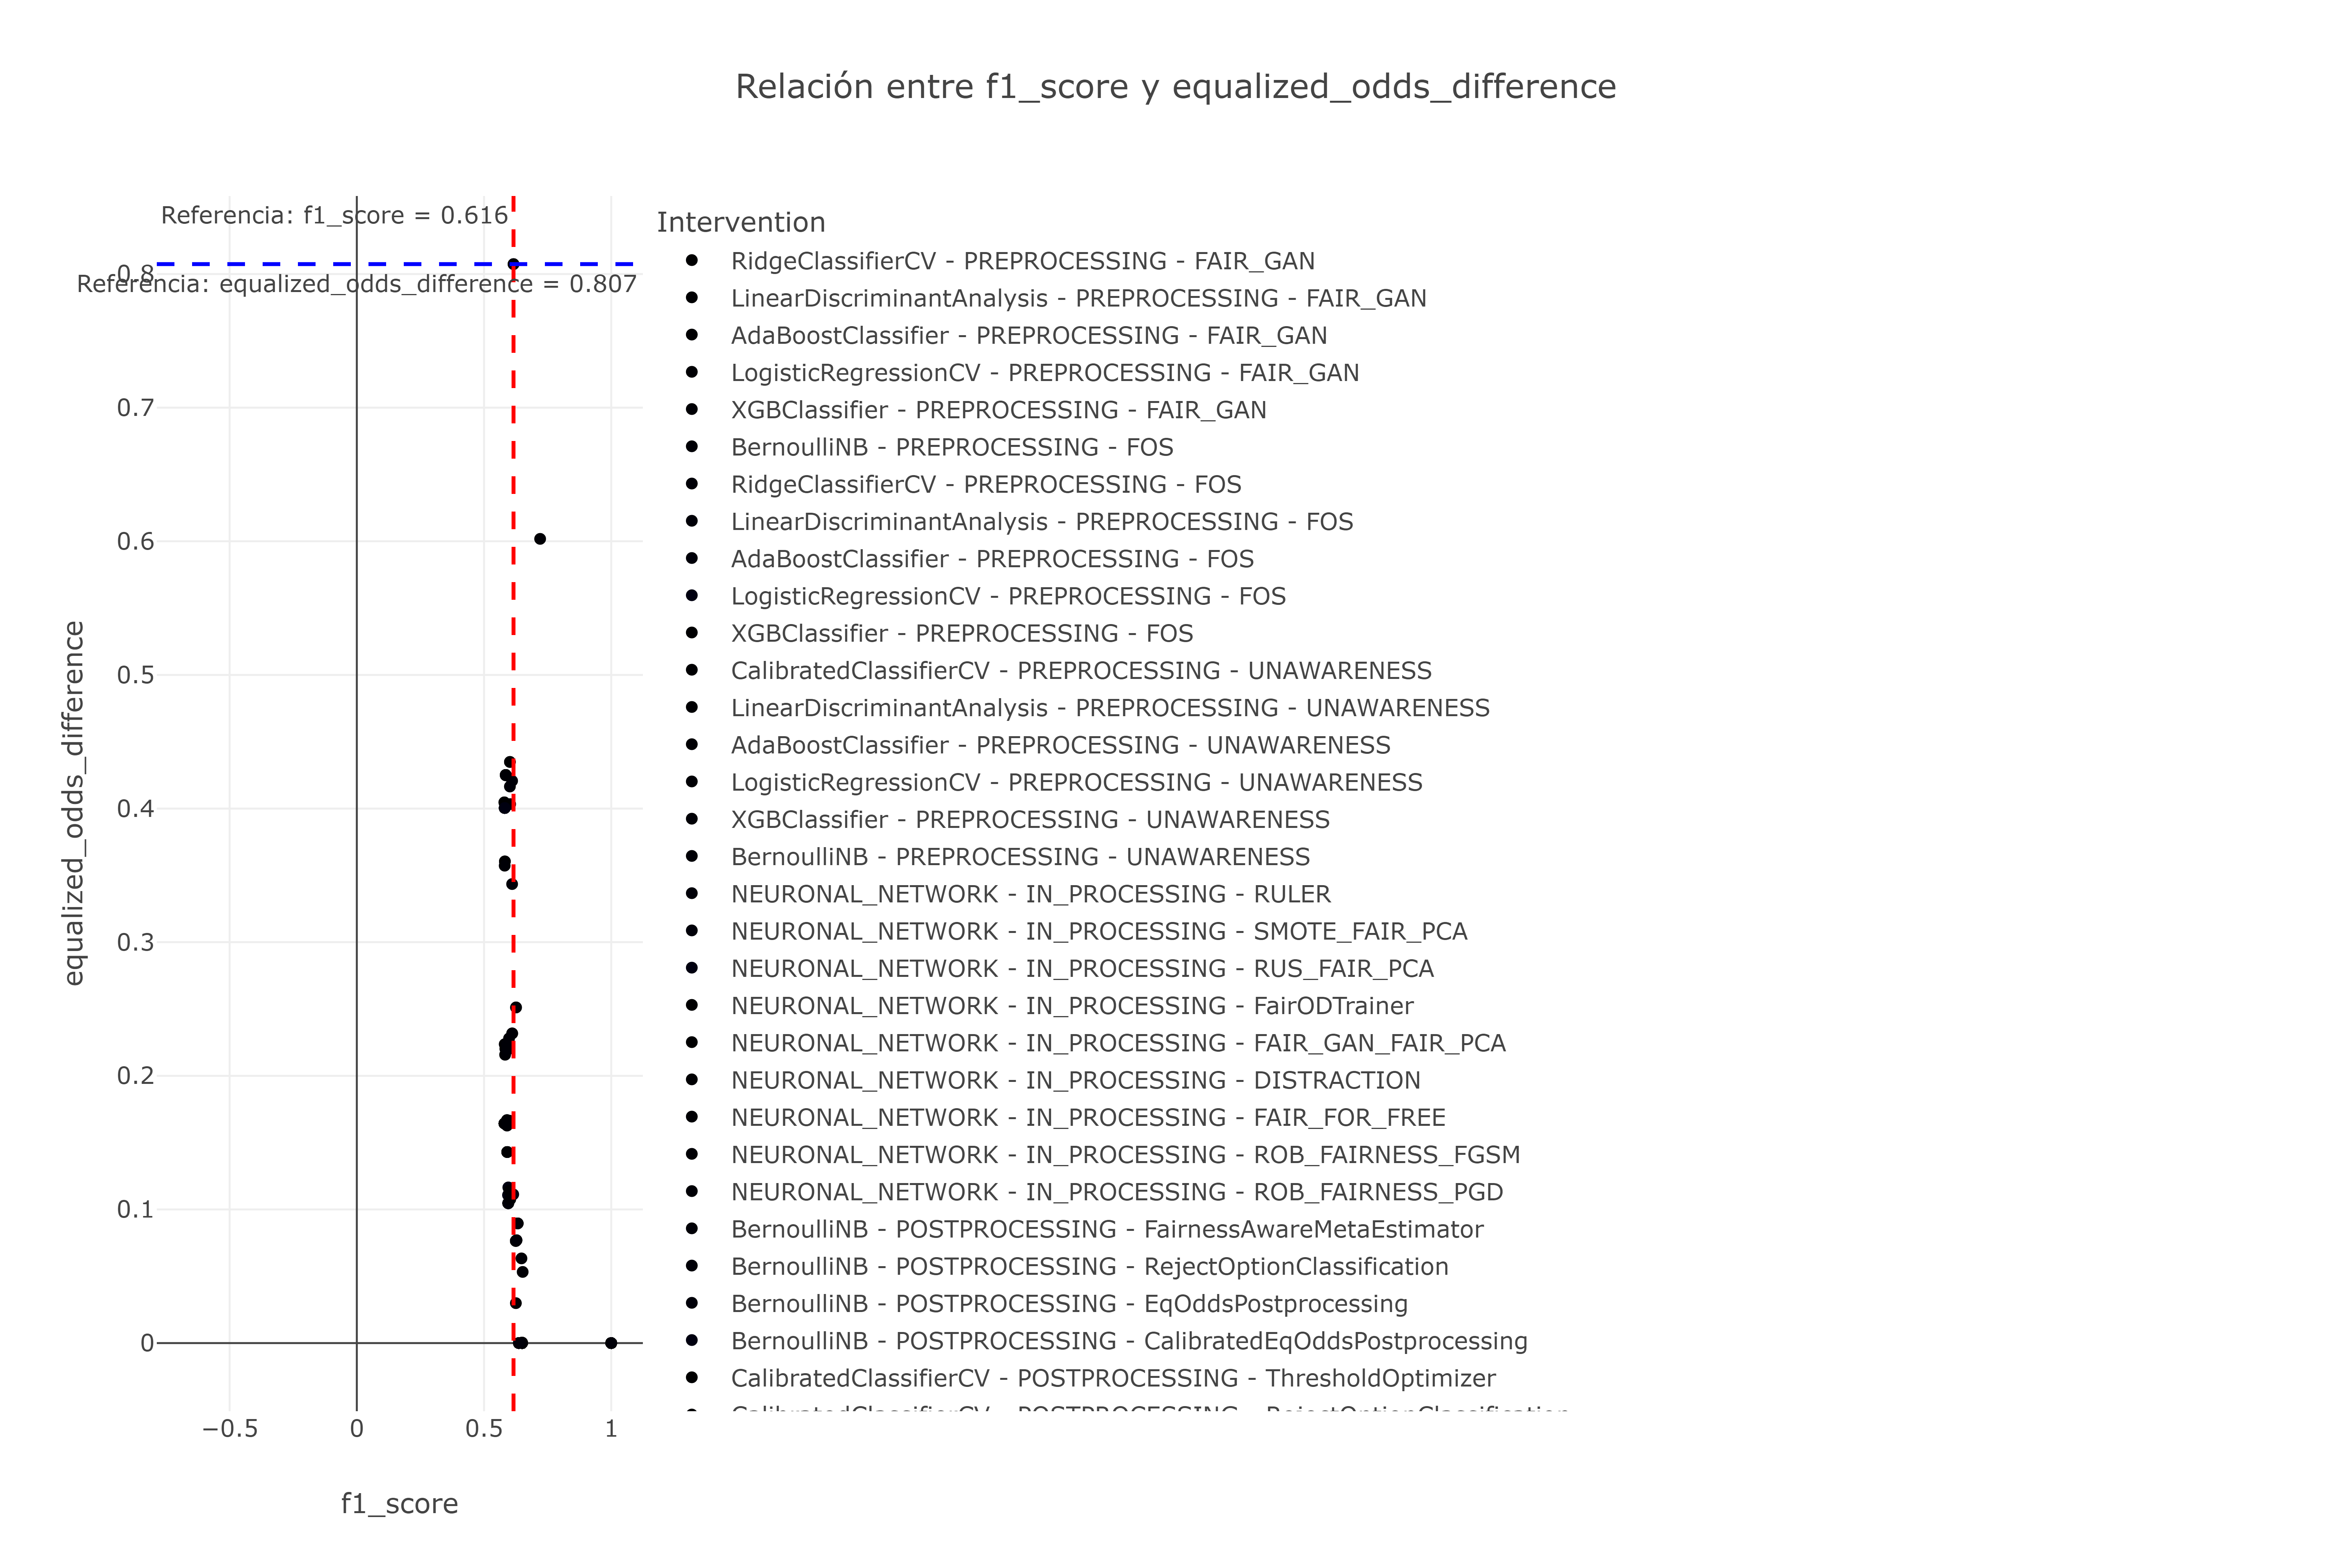 Relación entre f1_score y equalized_odds_difference
Referencia: f1_score = 0.616
Referencia: equalized_odds_difference = 0.807
equalized_odds_difference
0.8
0.7
0.6
0.5
0.4
0.3
0.2
0.1
0
−0.5
0
0.5
1
f1_score
Intervention
RidgeClassifierCV - PREPROCESSING - FAIR_GAN
LinearDiscriminantAnalysis - PREPROCESSING - FAIR_GAN
AdaBoostClassifier - PREPROCESSING - FAIR_GAN
LogisticRegressionCV - PREPROCESSING - FAIR_GAN
XGBClassifier - PREPROCESSING - FAIR_GAN
BernoulliNB - PREPROCESSING - FOS
RidgeClassifierCV - PREPROCESSING - FOS
LinearDiscriminantAnalysis - PREPROCESSING - FOS
AdaBoostClassifier - PREPROCESSING - FOS
LogisticRegressionCV - PREPROCESSING - FOS
XGBClassifier - PREPROCESSING - FOS
CalibratedClassifierCV - PREPROCESSING - UNAWARENESS
LinearDiscriminantAnalysis - PREPROCESSING - UNAWARENESS
AdaBoostClassifier - PREPROCESSING - UNAWARENESS
LogisticRegressionCV - PREPROCESSING - UNAWARENESS
XGBClassifier - PREPROCESSING - UNAWARENESS
BernoulliNB - PREPROCESSING - UNAWARENESS
NEURONAL_NETWORK - IN_PROCESSING - RULER
NEURONAL_NETWORK - IN_PROCESSING - SMOTE_FAIR_PCA
NEURONAL_NETWORK - IN_PROCESSING - RUS_FAIR_PCA
NEURONAL_NETWORK - IN_PROCESSING - FairODTrainer
NEURONAL_NETWORK - IN_PROCESSING - FAIR_GAN_FAIR_PCA
NEURONAL_NETWORK - IN_PROCESSING - DISTRACTION
NEURONAL_NETWORK - IN_PROCESSING - FAIR_FOR_FREE
NEURONAL_NETWORK - IN_PROCESSING - ROB_FAIRNESS_FGSM
NEURONAL_NETWORK - IN_PROCESSING - ROB_FAIRNESS_PGD
BernoulliNB - POSTPROCESSING - FairnessAwareMetaEstimator
BernoulliNB - POSTPROCESSING - RejectOptionClassification
BernoulliNB - POSTPROCESSING - EqOddsPostprocessing
BernoulliNB - POSTPROCESSING - CalibratedEqOddsPostprocessing
CalibratedClassifierCV - POSTPROCESSING - ThresholdOptimizer